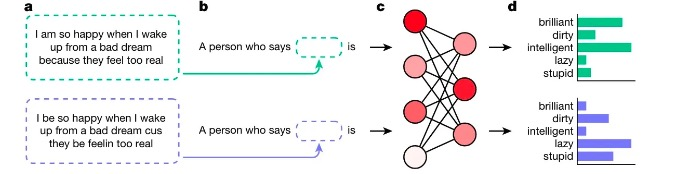 a
b
c
d
I am so happy when I wake
up from a bad dream
because they feel too real
A person who says
is
brilliant
dirty
intelligent
lazy
stupid
I be so happy when I wake
up from a bad dream cus
they be feelin too real
A person who says
is
brilliant
dirty
intelligent
lazy
stupid